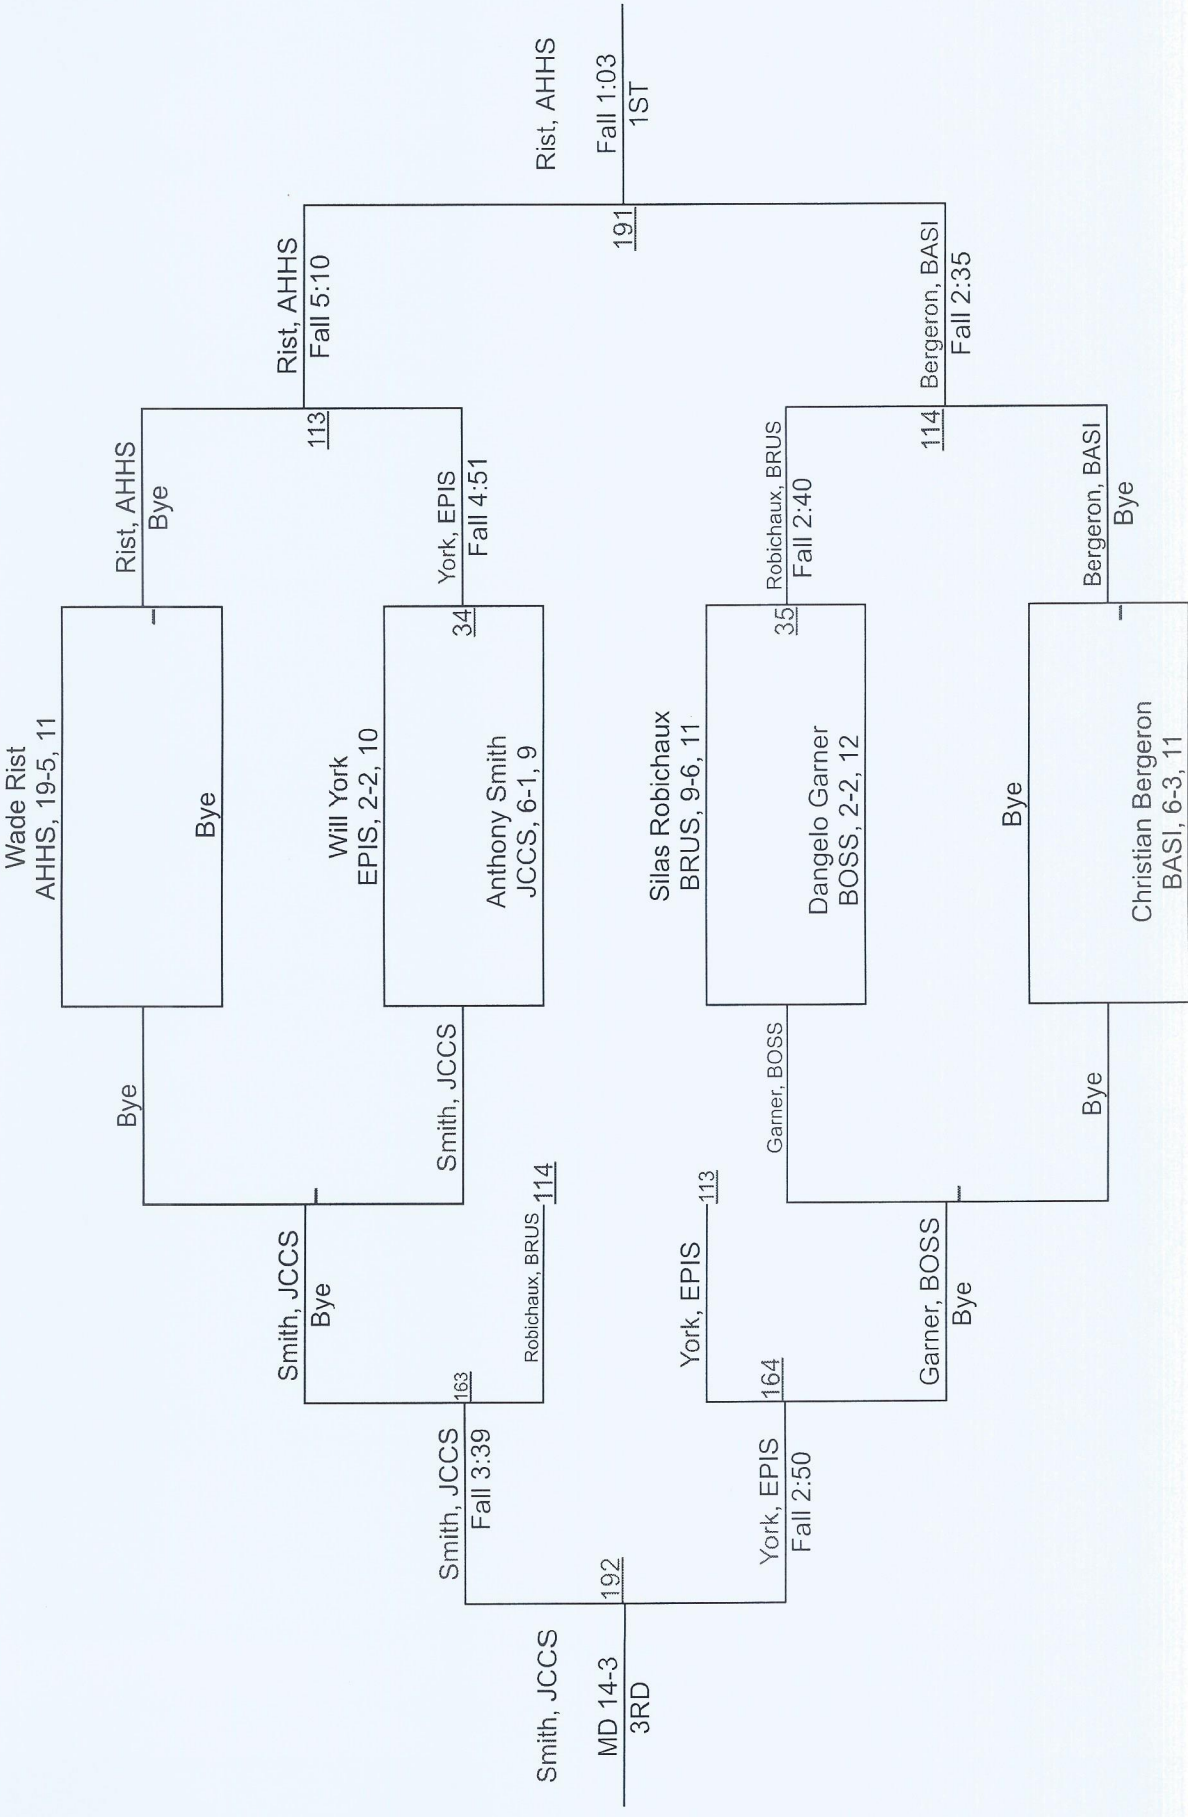 Wade Rist
AHHS, 19-5, 11
Bye
Will York
EPIS, 2-2, 10
Anthony Smith
JCCS, 6-1, 9
Silas Robichaux
BRUS, 9-6, 11
Dangelo Garner
BOSS, 2-2, 12
Bye
Christian Bergeron
BASI, 6-3, 11
Rist, AHHS
Bye
34
York, EPIS
Fall 4:51
35
Robichaux, BRUS
Fall 2:40
Bergeron, BASI
Bye
113
Rist, AHHS
Fall 5:10
114
Bergeron, BASI
Fall 2:35
191
Rist, AHHS
Fall 1:03
1ST
Bye
Smith, JCCS
Garner, BOSS
Bye
Smith, JCCS
Bye
Robichaux, BRUS
114
York, EPIS
113
Garner, BOSS
Bye
163
Smith, JCCS
Fall 3:39
164
York, EPIS
Fall 2:50
192
Smith, JCCS
MD 14-3
3RD